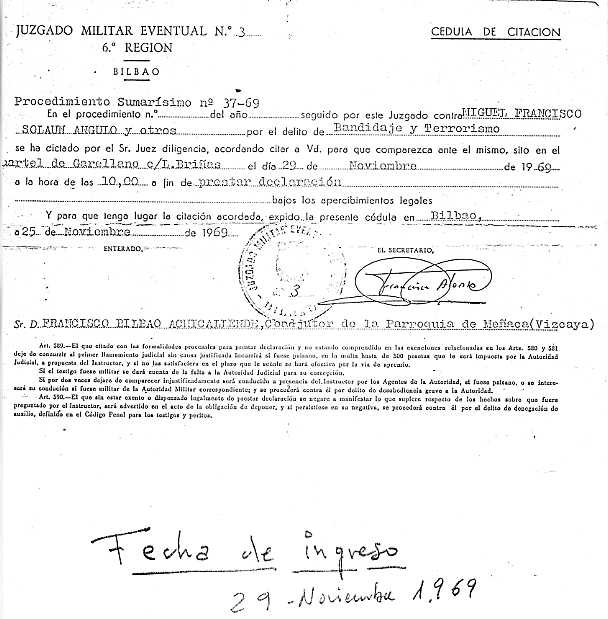 JUZGADO MILITAR EVENTUAL N.º 3
CEDULA DE CITACION
6.ª REGION
BILBAO
Procedimiento Sumarísimo nº 37-69
En el procedimiento n.º del año seguido por este Juzgado contra MIGUEL FRANCISCO
SOLAUN ANGULO y otros por el delito de Bandidaje y Terrorismo
se ha dictado por el Sr. Juez diligencia, acordando citar a Vd. para que comparezca ante el mismo, sito en el
uartel de Garellano c/L.Briñas el día 29 de Noviembre de 1969
a la hora de las 10,00 a fin de prestar declaración
bajos los apercibimientos legales
Y para que tenga lugar la citación acordada, expido la presente cédula en Bilbao,
a 25 de Noviembre de 1969
ENTERADO,
EL SECRETARIO,
JUZGADO MILITAR EVEN
3
BILBAO
Francisco
Sr. D. FRANCISCO BILBAO ACHICALLENDE, Coadjutor de la Parroquia de Meñaca(Vizcaya)
Art. 589.—El que citado con las formalidades procesales para prestar declaración y no estando comprendido en las excenciones relacionadas en los Arts. 580 y 581
deje de concurrir al primer llamamiento judicial sin causa justificada incurrirá si fuese paisano, en la multa hasta de 500 pesetas que le será impuesta por la Autoridad
Judicial, a propuesta del Instructor, y si no las satisfaciera en el plazo que le señale se hará efectiva por la vía de apremio.
Si el testigo fuese militar se dará cuenta de la falta a la Autoridad Judicial para su corrección.
Si por dos veces dejare de comparecer injustificadamente será conducido a presencia del Instructor por los Agentes de la Autoridad, si fuese paisano, o se intere-
sará su condución si fuese militar de la Autoridad Militar correspondiente; y se procederá contra él por delito de desobediencia grave a la Autoridad.
Art. 590.—El que sin estar exento o dispensado legalmente de prestar declaración se negare a manifestar lo que supiere respecto de los hechos sobre que fuere
preguntado por el Instructor, será advertido en el acto de la obligación de deponer, y si persistiese en su negativa, se procederá contra él por el delito de denegación de
auxilio, definido en el Código Penal para los testigos y peritos.
Fecha de ingreso
29 - Noviembre 1969